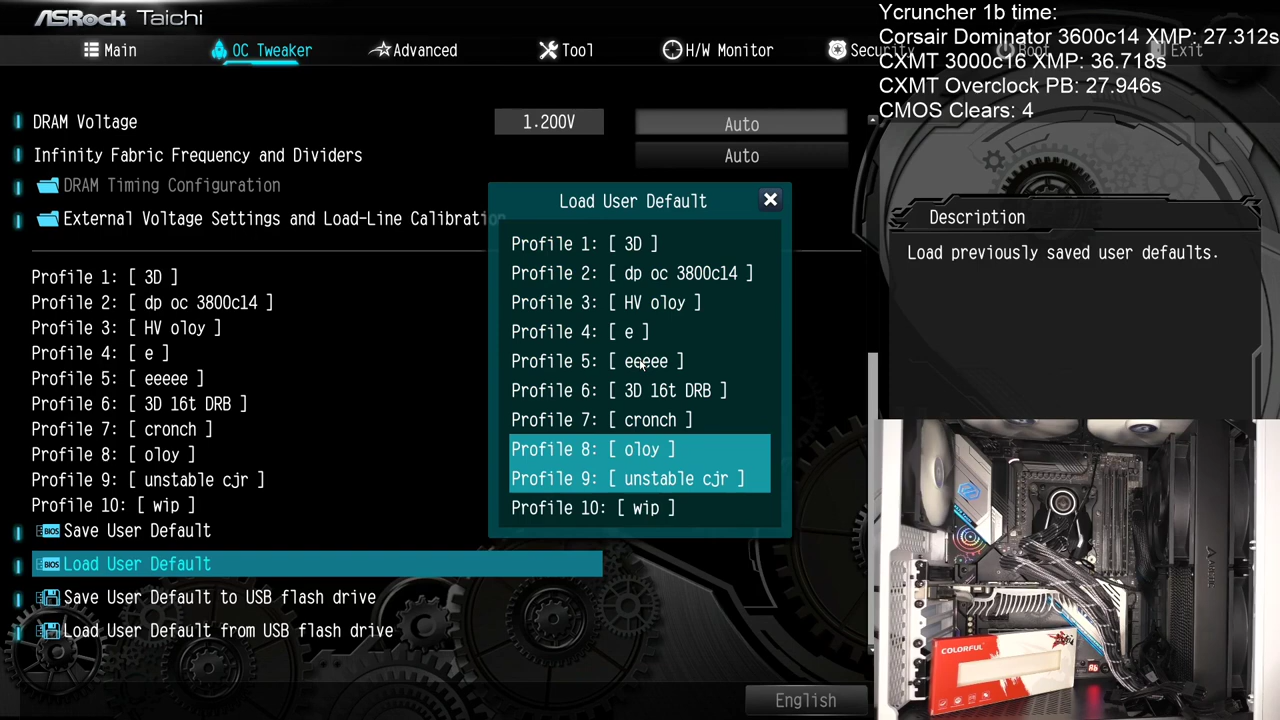 ASRock Taichi
Main
OC Tweaker
Advanced
Tool
H/W Monitor
Security
Boot
Exit
Ycruncher 1b time:
Corsair Dominator 3600c14 XMP: 27.312s
CXMT 3000c16 XMP: 36.718s
CXMT Overclock PB: 27.946s
CMOS Clears: 4
DRAM Voltage
1.200V
Auto
Infinity Fabric Frequency and Dividers
Auto
DRAM Timing Configuration
External Voltage Settings and Load-Line Calibratio
Profile 1: [ 3D ]
Profile 2: [ dp oc 3800c14 ]
Profile 3: [ HV oloy ]
Profile 4: [ e ]
Profile 5: [ eeeee ]
Profile 6: [ 3D 16t DRB ]
Profile 7: [ cronch ]
Profile 8: [ oloy ]
Profile 9: [ unstable cjr ]
Profile 10: [ wip ]
BIOS Save User Default
BIOS Load User Default
Save User Default to USB flash drive
Load User Default from USB flash drive
Load User Default
Profile 1: [ 3D ]
Profile 2: [ dp oc 3800c14 ]
Profile 3: [ HV oloy ]
Profile 4: [ e ]
Profile 5: [ eeeee ]
Profile 6: [ 3D 16t DRB ]
Profile 7: [ cronch ]
Profile 8: [ oloy ]
Profile 9: [ unstable cjr ]
Profile 10: [ wip ]
Description
Load previously saved user defaults.
English
COLORFUL